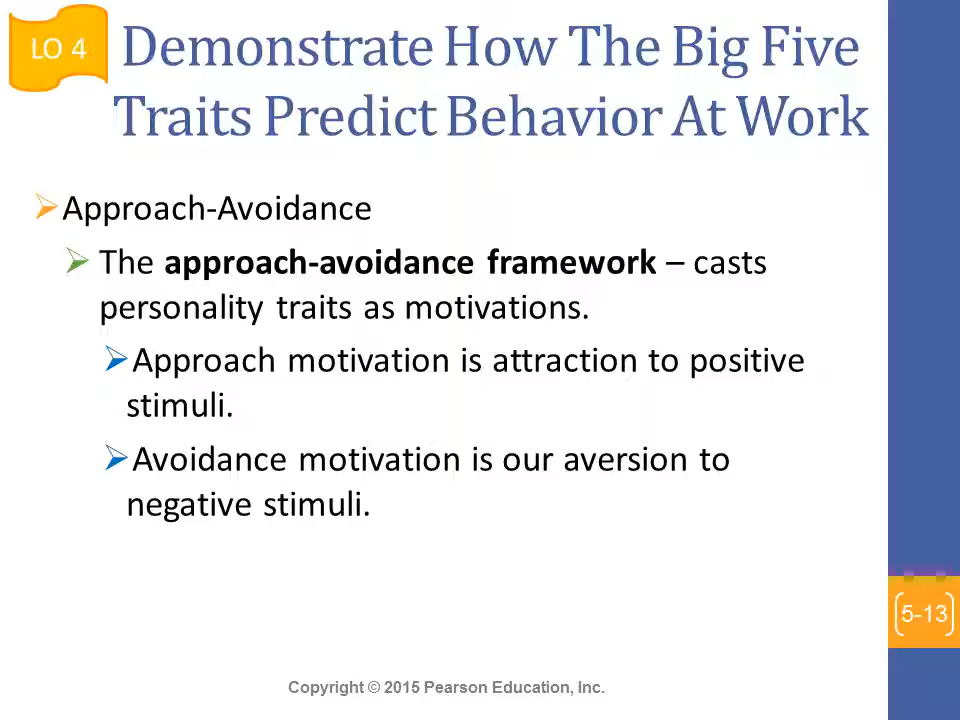 LO 4
Demonstrate How The Big Five
Traits Predict Behavior At Work
Approach-Avoidance
The approach-avoidance framework – casts
personality traits as motivations.
Approach motivation is attraction to positive
stimuli.
Avoidance motivation is our aversion to
negative stimuli.
5-13
Copyright © 2015 Pearson Education, Inc.